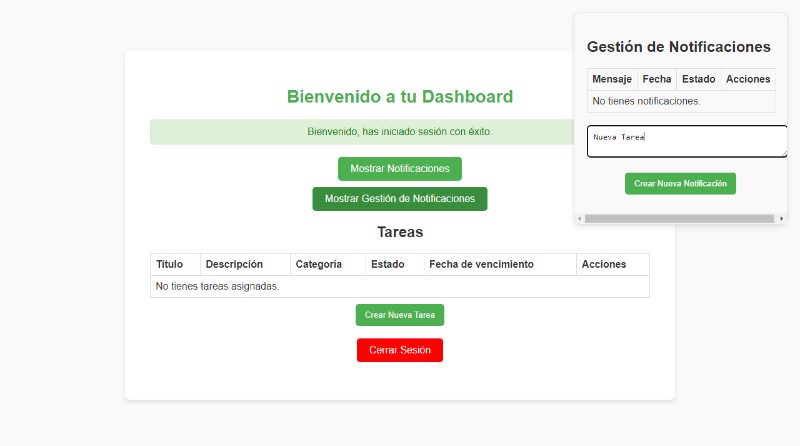 Gestión de Notificaciones
Mensaje Fecha Estado Acciones
No tienes notificaciones.
Nueva Tarea
Crear Nueva Notificación
Bienvenido a tu Dashboard
Bienvenido, has iniciado sesión con éxito.
Mostrar Notificaciones
Mostrar Gestión de Notificaciones
Tareas
Título Descripción Categoría Estado Fecha de vencimiento Acciones
No tienes tareas asignadas.
Crear Nueva Tarea
Cerrar Sesión